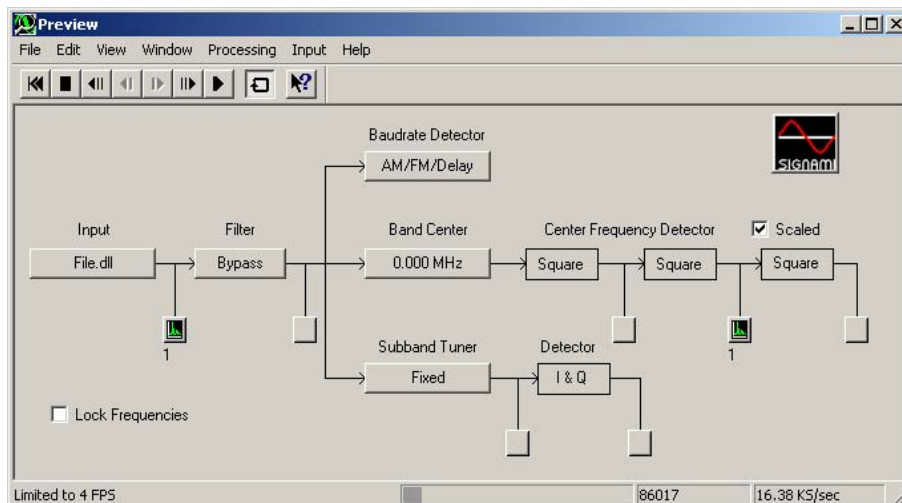 Preview
File Edit View Window Processing Input Help
Baudrate Detector
AM/FM/Delay
SIGNAMI
Input Filter Band Center Center Frequency Detector Scaled
File.dll Bypass 0.000 MHz Square Square Square
1 1
Subband Tuner Detector
Fixed I & Q
Lock Frequencies
Limited to 4 FPS 86017 16.38 KS/sec